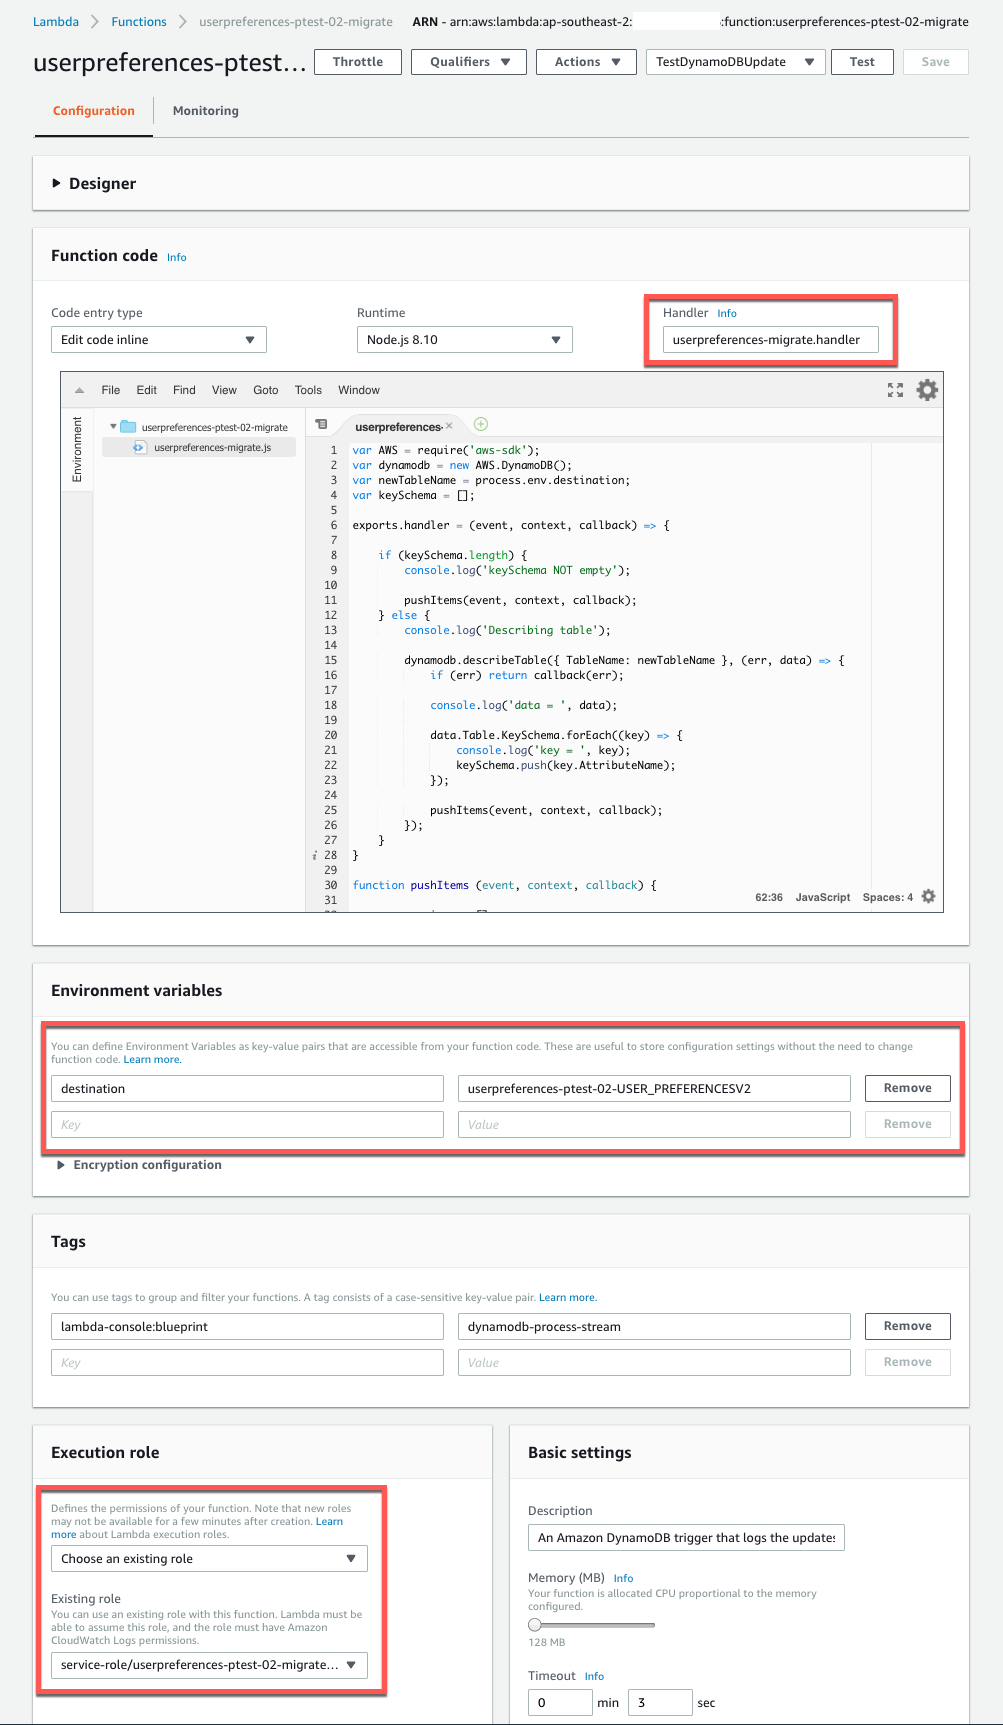 Lambda > Functions > userpreferences-ptest-02-migrate ARN - arn:aws:lambda:ap-southeast-2: :function:userpreferences-ptest-02-migrate
userpreferences-ptest... Throttle Qualifiers Actions TestDynamoDBUpdate Test Save
Configuration Monitoring
Designer
Function code Info
Code entry type Runtime Handler Info
Edit code inline Node.js 8.10 userpreferences-migrate.handler
File Edit Find View Goto Tools Window
Environment
userpreferences-ptest-02-migrate
userpreferences-migrate.js
userpreferences-
1 var AWS = require('aws-sdk');
2 var dynamodb = new AWS.DynamoDB();
3 var newTableName = process.env.destination;
4 var keySchema = [];
5
6 exports.handler = (event, context, callback) => {
7
8 if (keySchema.length) {
9 console.log('keySchema NOT empty');
10
11 pushItems(event, context, callback);
12 } else {
13 console.log('Describing table');
14
15 dynamodb.describeTable({ TableName: newTableName }, (err, data) => {
16 if (err) return callback(err);
17
18 console.log('data = ', data);
19
20 data.Table.KeySchema.forEach((key) => {
21 console.log('key = ', key);
22 keySchema.push(key.AttributeName);
23 });
24
25 pushItems(event, context, callback);
26 });
27 }
28 }
29
30 function pushItems (event, context, callback) {
31
62:36 JavaScript Spaces: 4
Environment variables
You can define Environment Variables as key-value pairs that are accessible from your function code. These are useful to store configuration settings without the need to change
function code. Learn more.
destination userpreferences-ptest-02-USER_PREFERENCESV2 Remove
Key Value Remove
Encryption configuration
Tags
You can use tags to group and filter your functions. A tag consists of a case-sensitive key-value pair. Learn more.
lambda-console:blueprint dynamodb-process-stream Remove
Key Value Remove
Execution role
Defines the permissions of your function. Note that new roles
may not be available for a few minutes after creation. Learn
more about Lambda execution roles.
Choose an existing role
Existing role
You can use an existing role with this function. Lambda must be
able to assume this role, and the role must have Amazon
CloudWatch Logs permissions.
service-role/userpreferences-ptest-02-migrate...
Basic settings
Description
An Amazon DynamoDB trigger that logs the updates
Memory (MB) Info
Your function is allocated CPU proportional to the memory
configured.
128 MB
Timeout Info
0 min 3 sec